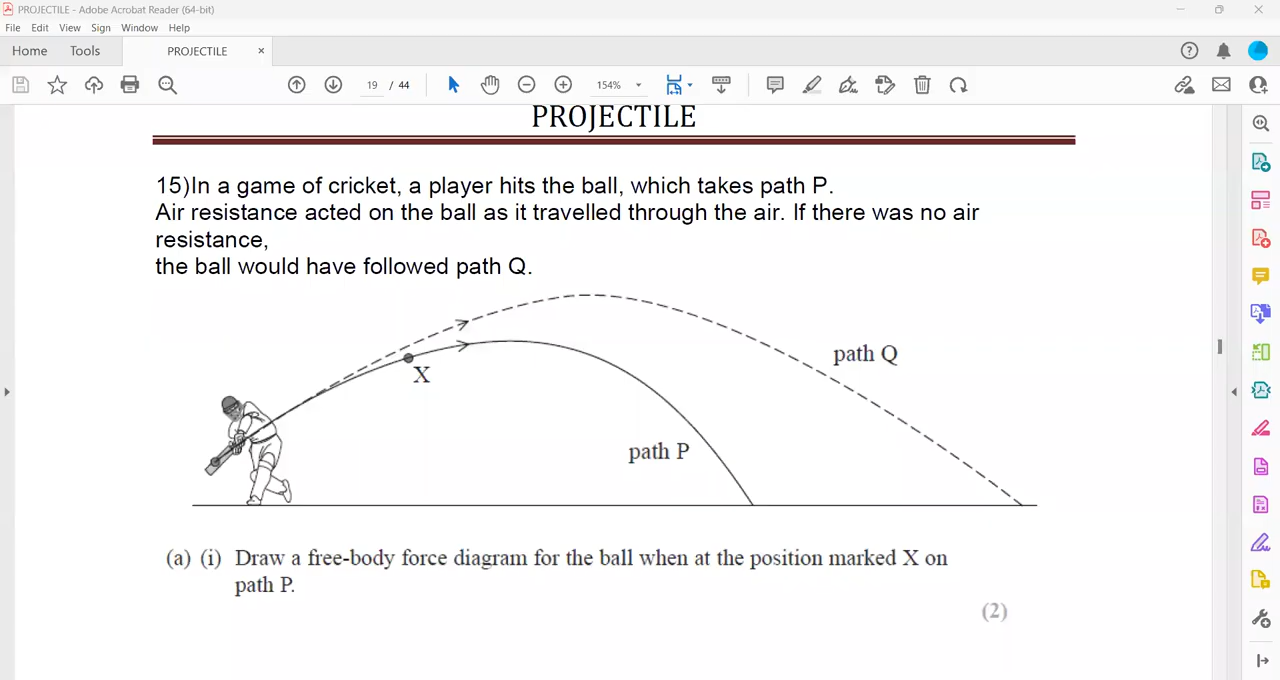 PROJECTILE - Adobe Acrobat Reader (64-bit)
File Edit View Sign Window Help
Home Tools PROJECTILE ×
19 / 44 154%
PROJECTILE
15)In a game of cricket, a player hits the ball, which takes path P.
Air resistance acted on the ball as it travelled through the air. If there was no air
resistance,
the ball would have followed path Q.
path Q
X
path P
(a) (i) Draw a free-body force diagram for the ball when at the position marked X on
path P.
(2)